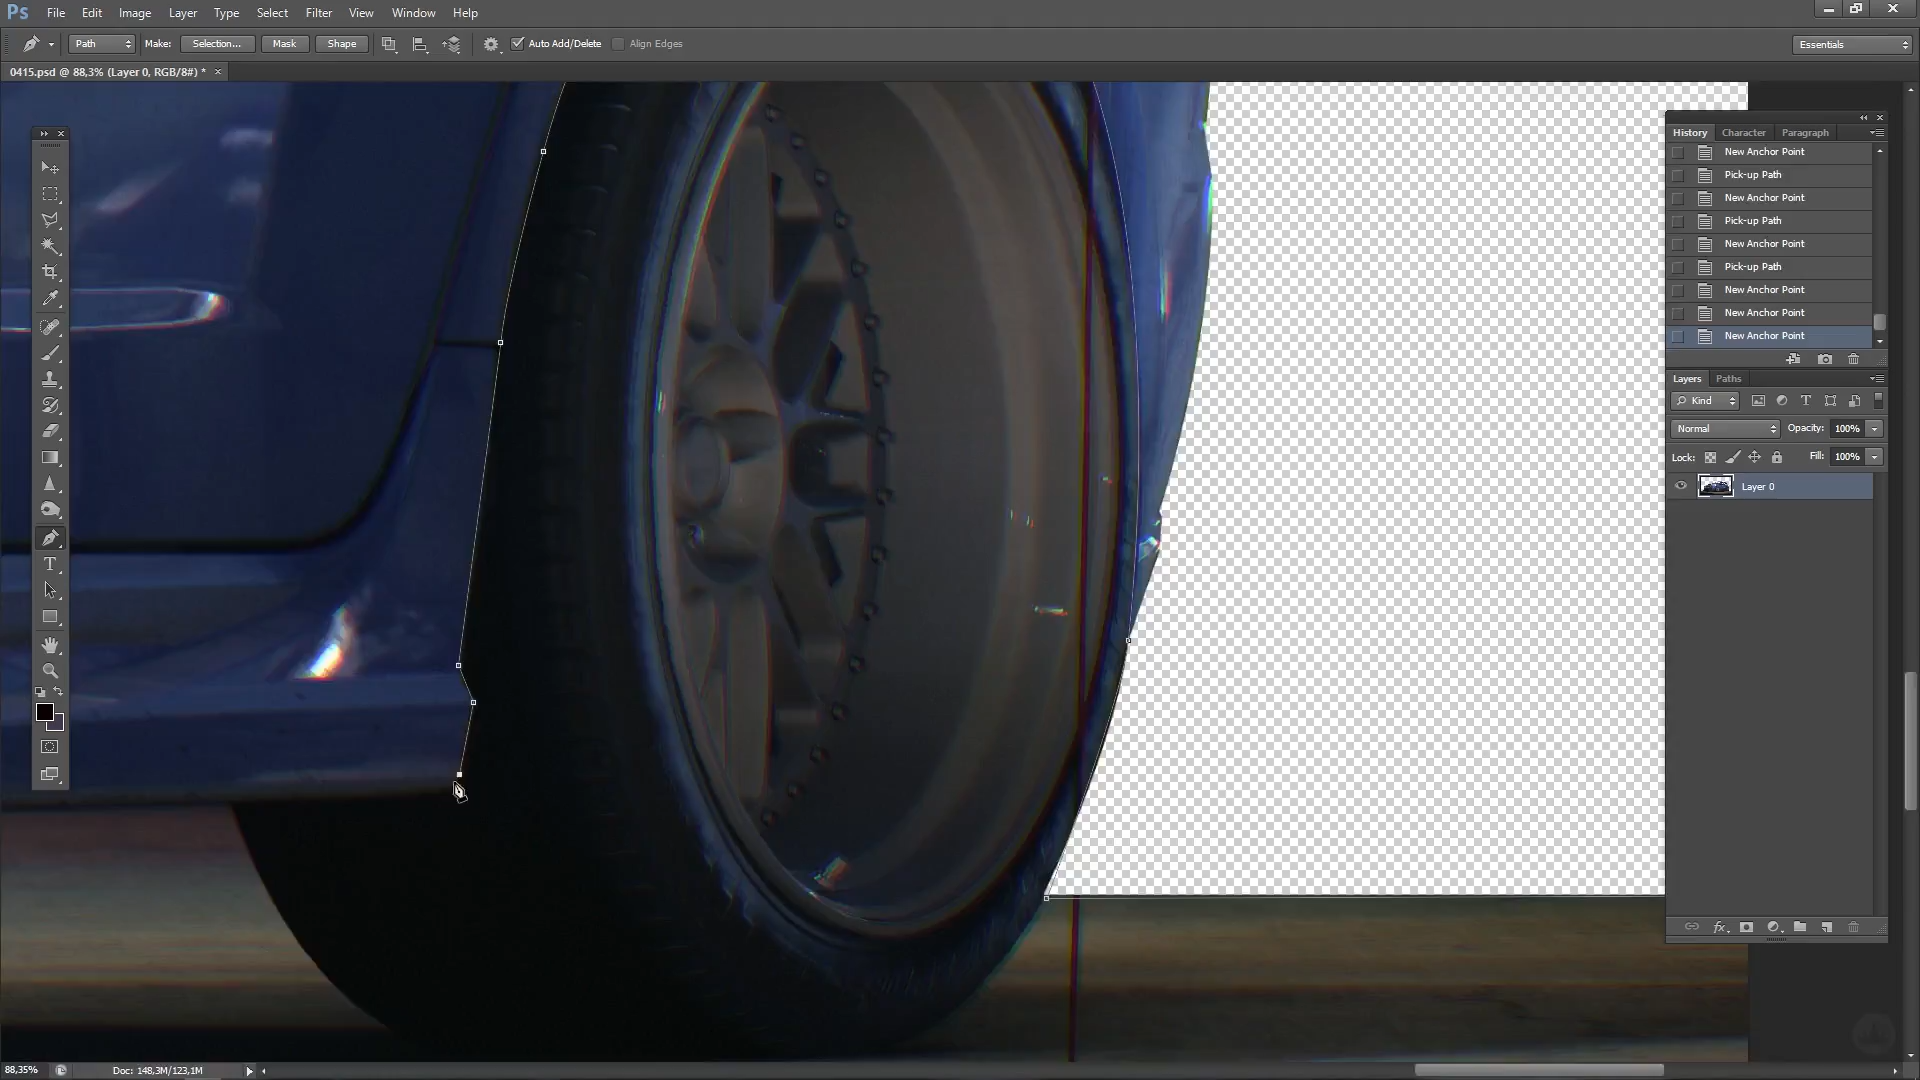 Ps File Edit Image Layer Type Select Filter View Window Help
Path Make: Selection... Mask Shape Auto Add/Delete Align Edges Essentials
0415.psd @ 88,3% (Layer 0, RGB/8#) * ×
History Character Paragraph
New Anchor Point
Pick-up Path
New Anchor Point
Pick-up Path
New Anchor Point
Pick-up Path
New Anchor Point
New Anchor Point
New Anchor Point
Layers Paths
Kind
Normal Opacity: 100%
Lock: Fill: 100%
Layer 0
88,35% Doc: 148,3M/123,1M